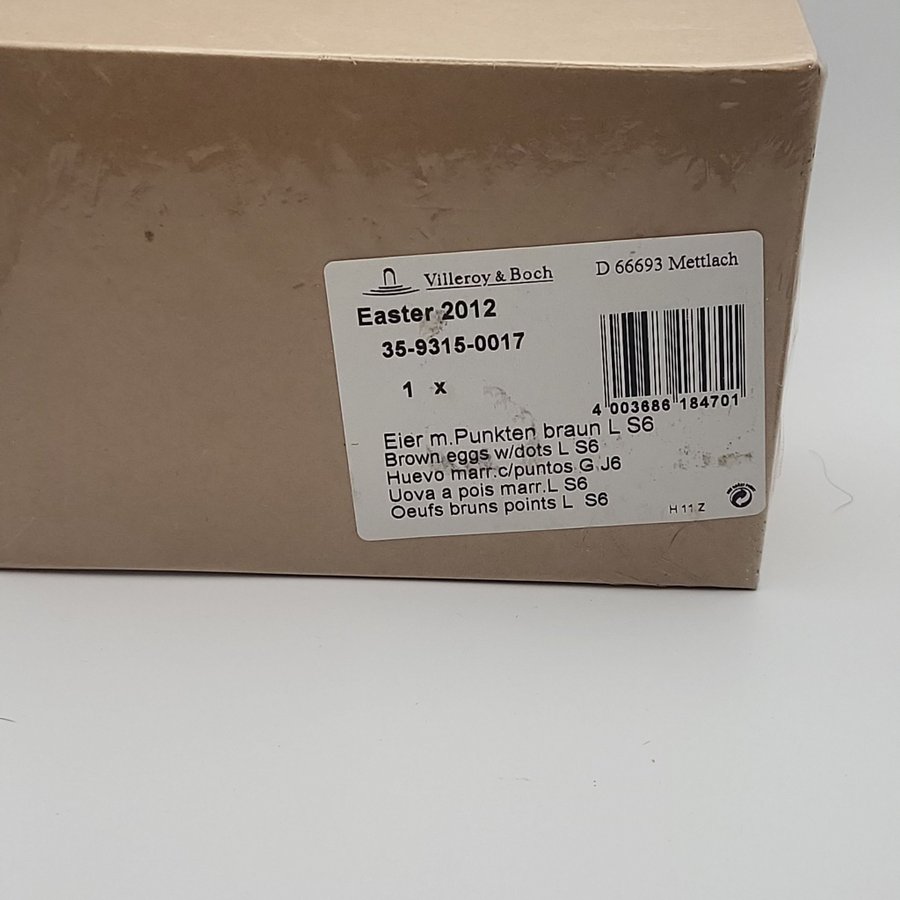 Villeroy & Boch
D 66693 Mettlach
Easter 2012
35-9315-0017
1 x
4 003686 184701
Eier m.Punkten braun L S6
Brown eggs w/dots L S6
Huevo marr.c/puntos G J6
Uova a pois marr.L S6
Oeufs bruns points L S6
H 11 Z